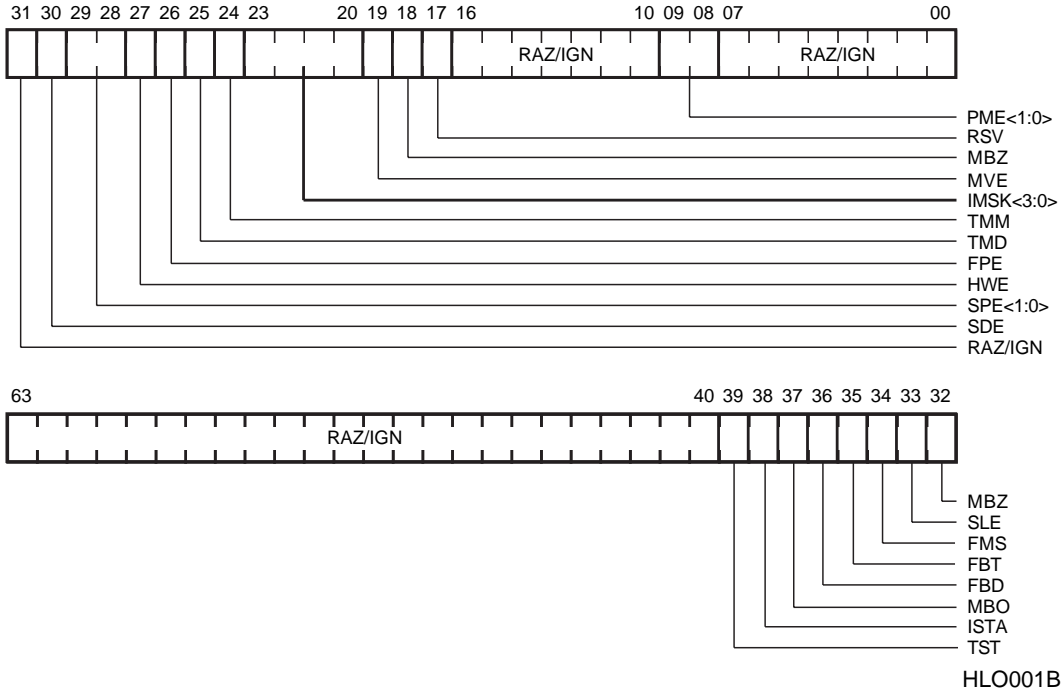 31 30 29 28 27 26 25 24 23 20 19 18 17 16 10 09 08 07 00
RAZ/IGN RAZ/IGN
PME<1:0>
RSV
MBZ
MVE
IMSK<3:0>
TMM
TMD
FPE
HWE
SPE<1:0>
SDE
RAZ/IGN
63 40 39 38 37 36 35 34 33 32
RAZ/IGN
MBZ
SLE
FMS
FBT
FBD
MBO
ISTA
TST
HLO001B